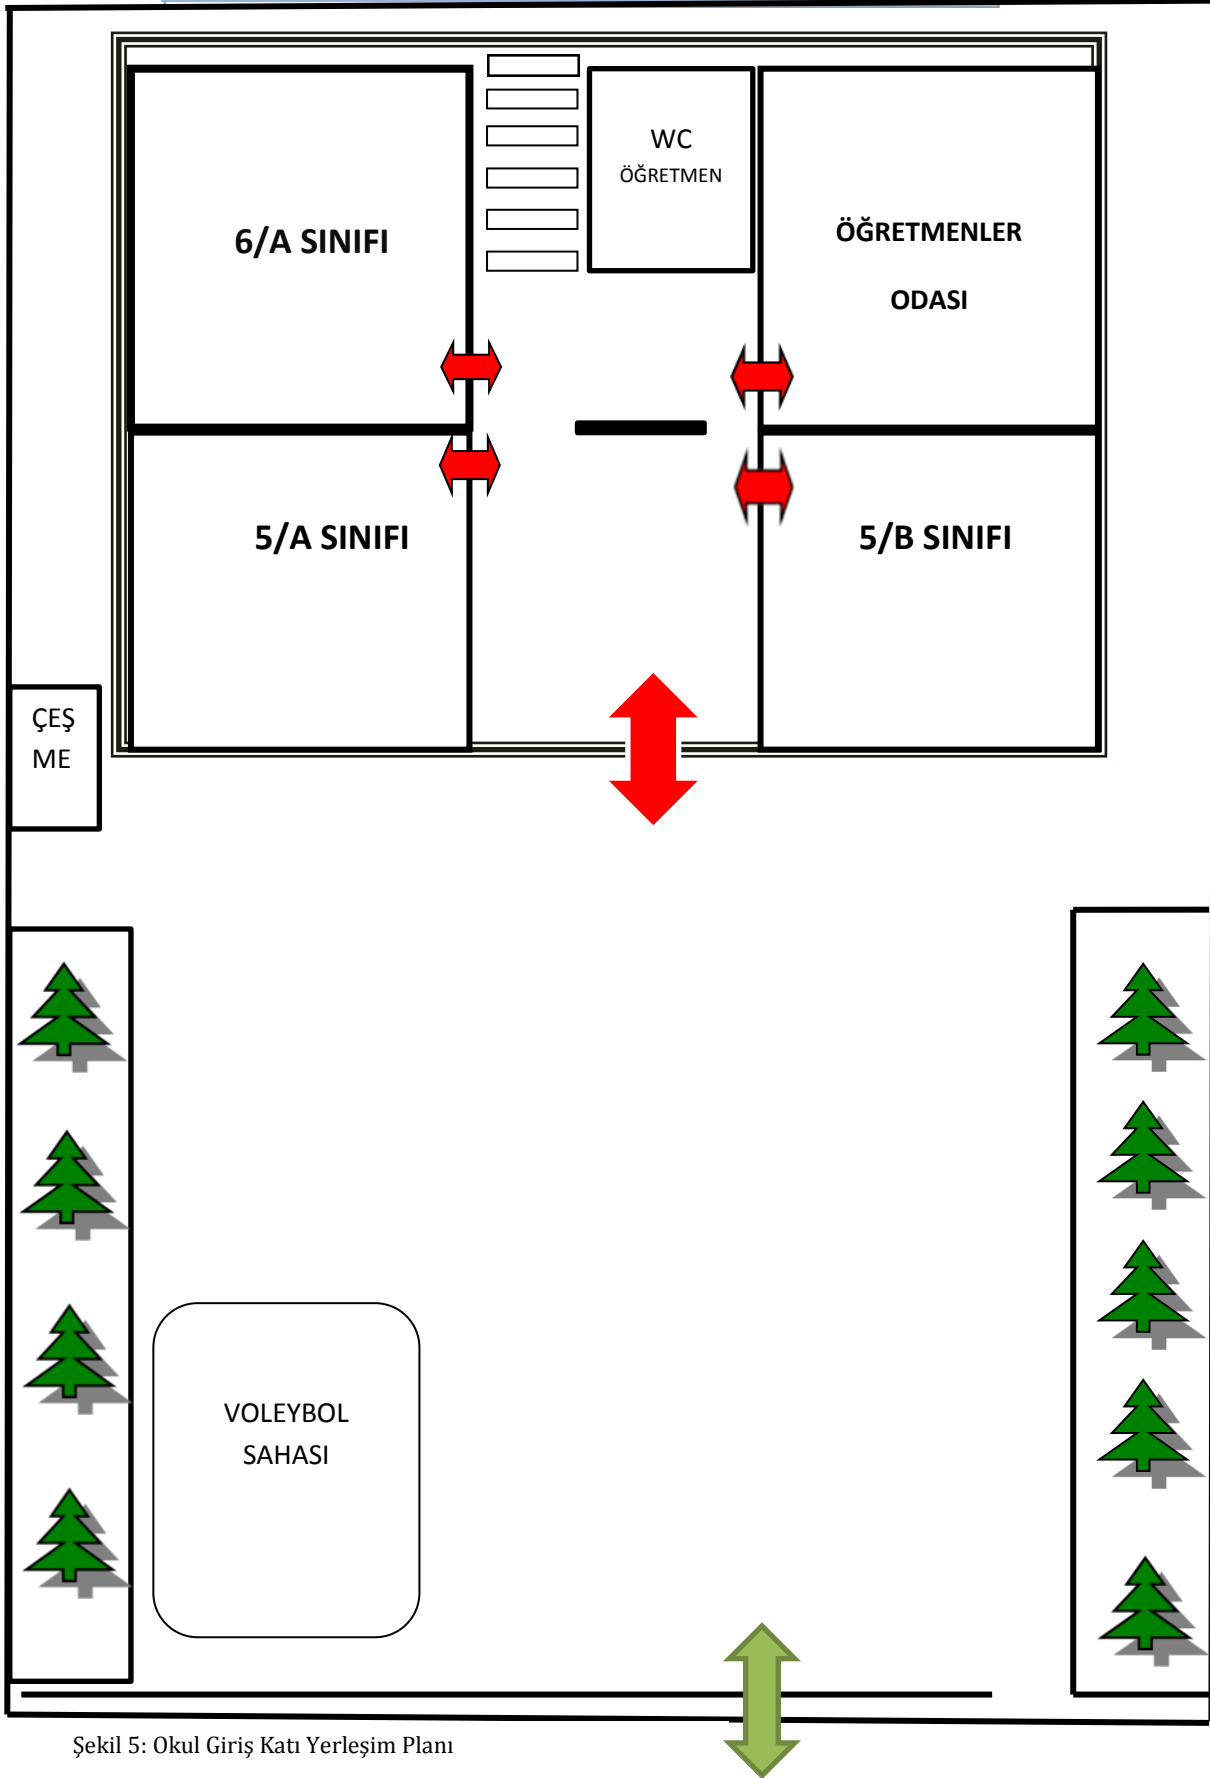 WC
ÖĞRETMEN
6/A SINIFI
ÖĞRETMENLER
ODASI
5/A SINIFI
5/B SINIFI
ÇEŞ
ME
VOLEYBOL
SAHASI
Şekil 5: Okul Giriş Katı Yerleşim Planı